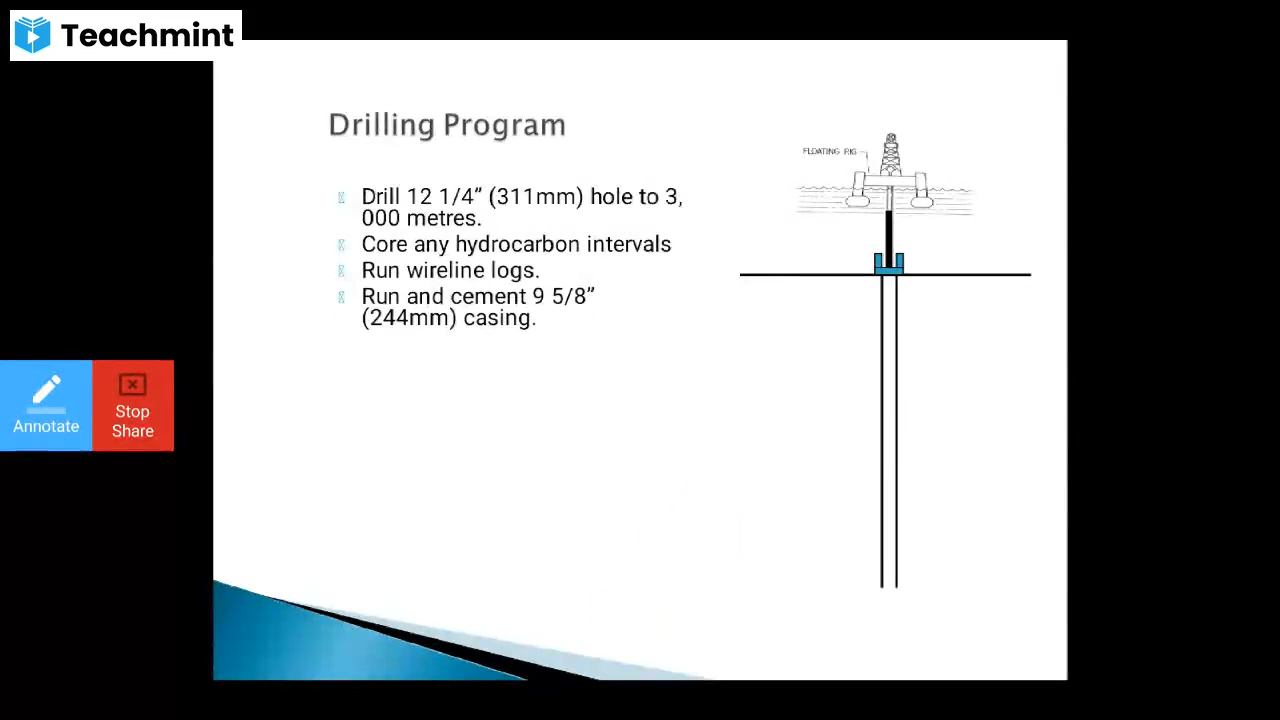 Teachmint
Drilling Program
FLOATING RIG
Drill 12 1/4” (311mm) hole to 3,
000 metres.
Core any hydrocarbon intervals
Run wireline logs.
Run and cement 9 5/8”
(244mm) casing.
Annotate
Stop
Share